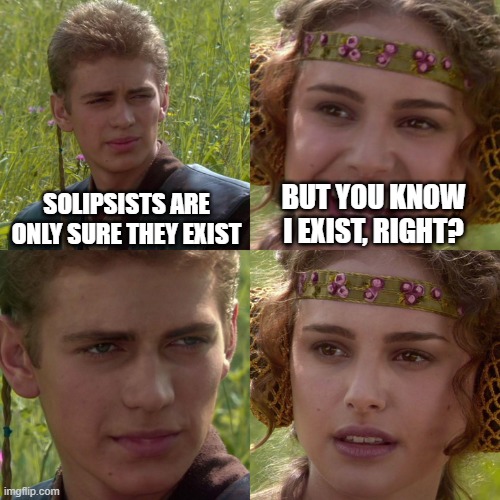 SOLIPSISTS ARE
ONLY SURE THEY EXIST
BUT YOU KNOW
I EXIST, RIGHT?
imgflip.com